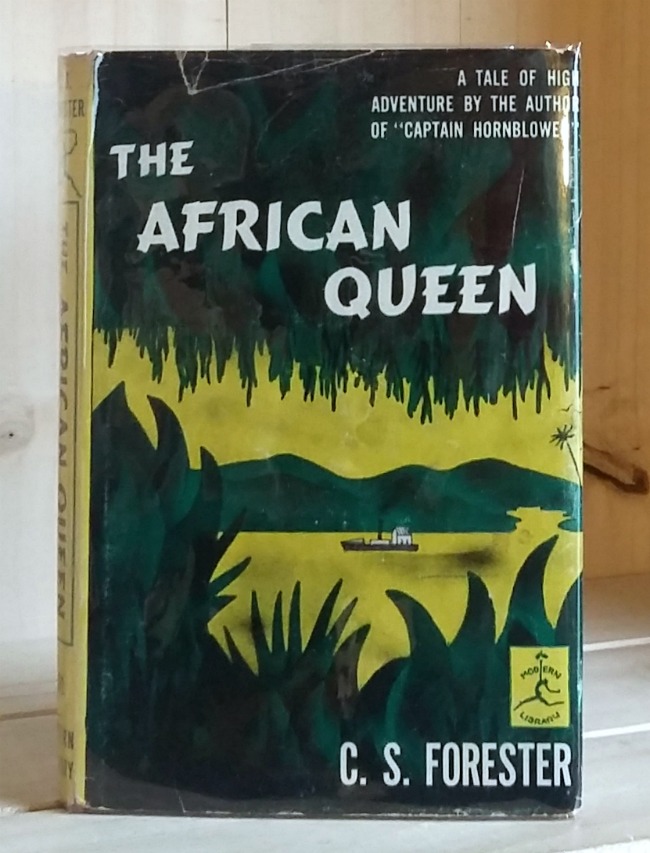 A TALE OF HIGH
ADVENTURE BY THE AUTHOR
OF "CAPTAIN HORNBLOWER"
THE
AFRICAN
QUEEN
MODERN
LIBRARY
C. S. FORESTER
THE AFRICAN QUEEN